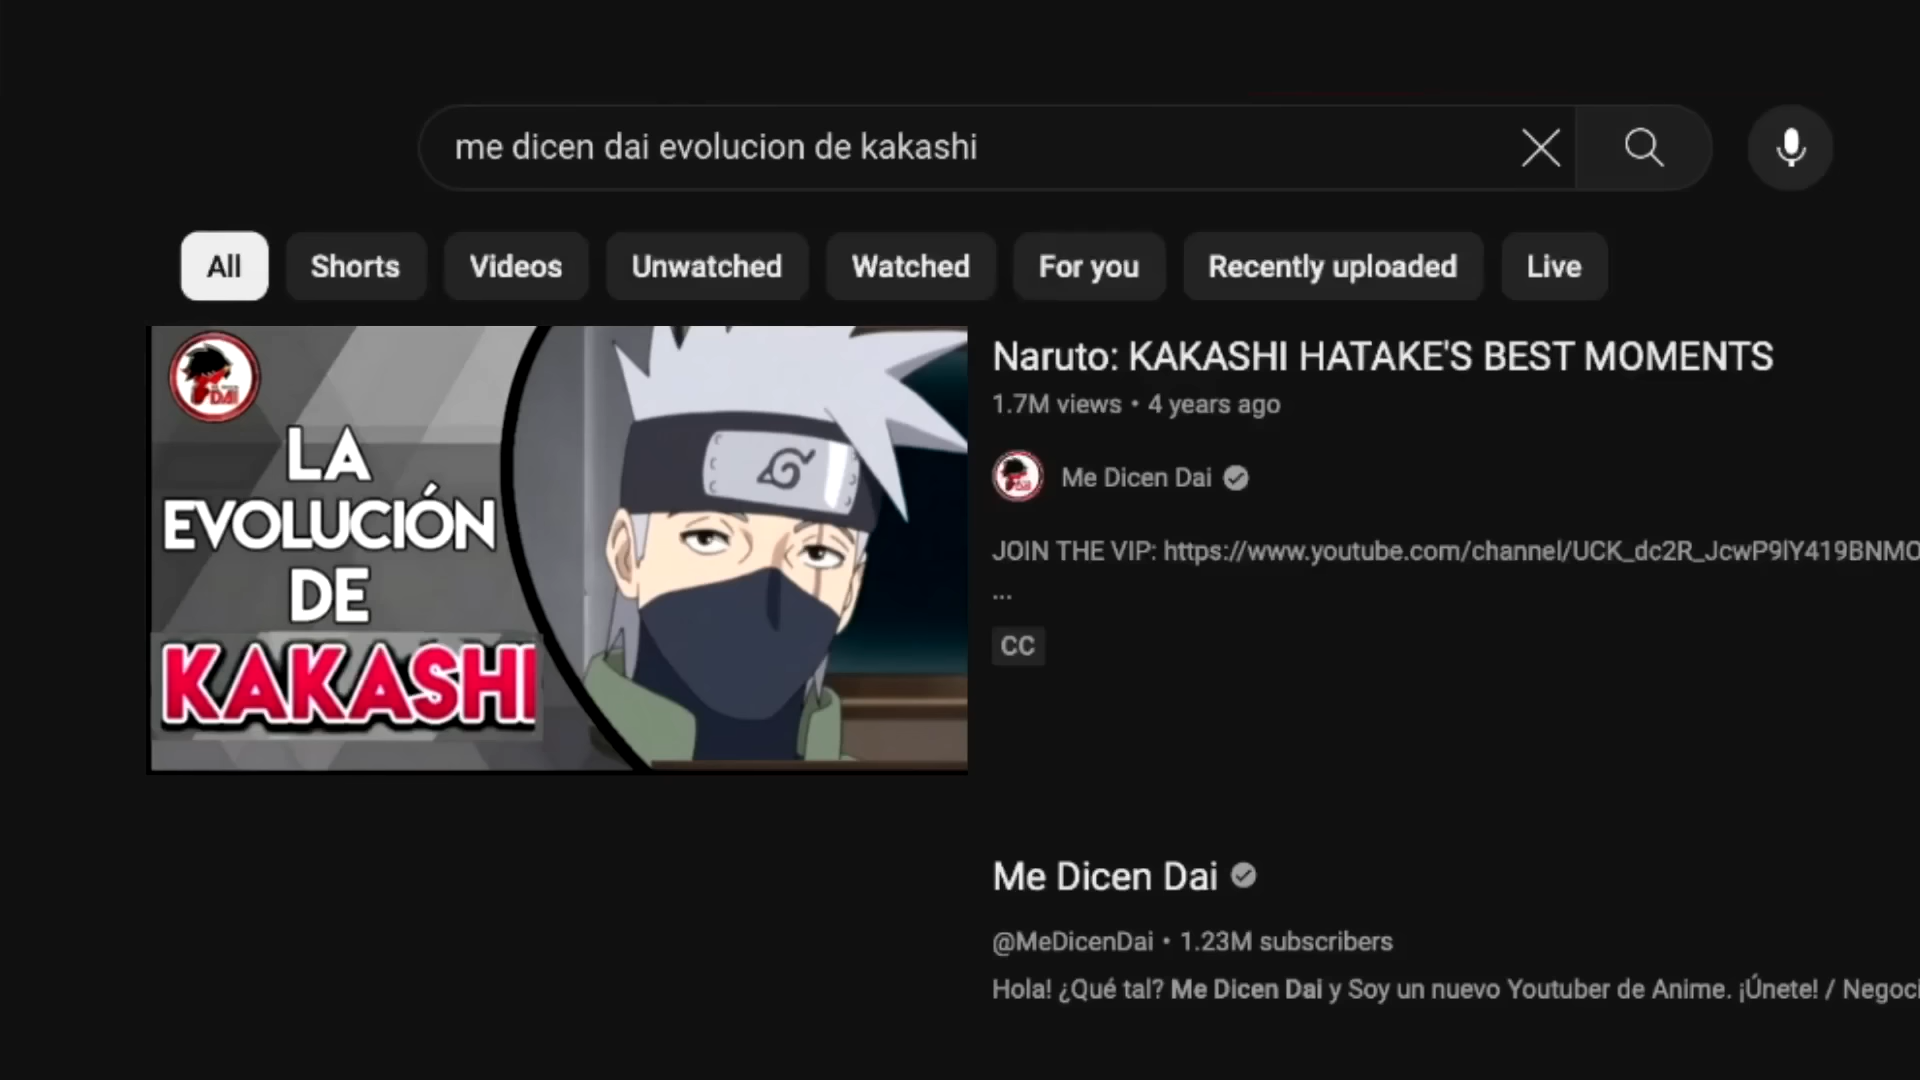 me dicen dai evolucion de kakashi
All Shorts Videos Unwatched Watched For you Recently uploaded Live
DAI
LA
EVOLUCIÓN
DE
KAKASHI
Naruto: KAKASHI HATAKE'S BEST MOMENTS
1.7M views • 4 years ago
Me Dicen Dai
JOIN THE VIP: https://www.youtube.com/channel/UCK_dc2R_JcwP9lY419BNMO
...
CC
Me Dicen Dai
@MeDicenDai • 1.23M subscribers
Hola! ¿Qué tal? Me Dicen Dai y Soy un nuevo Youtuber de Anime. ¡Únete! / Negoci